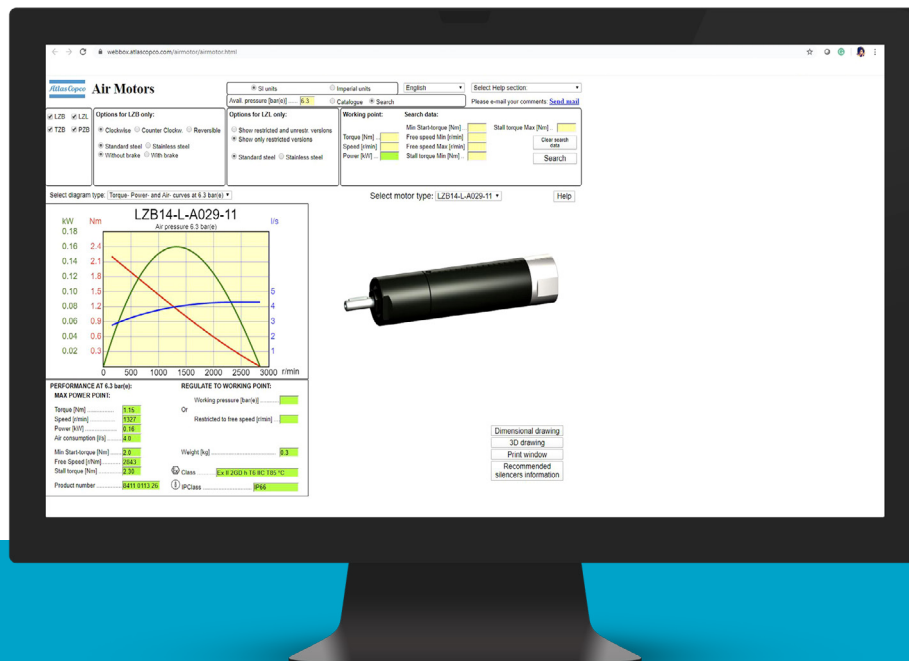 webbox.atlascopco.com/airmotor/airmotor.html
Atlas Copco
Air Motors
SI units Imperial units English Select Help section:
Avail. pressure [bar(e)] ...... 6.3 Catalogue Search Please e-mail your comments: Send mail
LZB LZL
TZB PZB
Options for LZB only:
Clockwise Counter Clockw. Reversible
Standard steel Stainless steel
Without brake With brake
Options for LZL only:
Show restricted and unrestr. versions
Show only restricted versions
Standard steel Stainless steel
Working point: Search data:
Min Start-torque [Nm]... Stall torque Max [Nm]...
Torque [Nm]... Free speed Min [r/min]
Speed [r/min] Free speed Max [r/min] Clear search data
Power [kW]... Stall torque Min [Nm]... Search
Select diagram type: Torque- Power- and Air- curves at 6.3 bar(e) Select motor type: LZB14-L-A029-11 Help
LZB14-L-A029-11
Air pressure 6.3 bar(e)
kW Nm l/s
0.18
0.16 2.4
0.14 2.1
0.12 1.8
0.10 1.5 5
0.08 1.2 4
0.06 0.9 3
0.04 0.6 2
0.02 0.3 1
0 500 1000 1500 2000 2500 3000 r/min
PERFORMANCE AT 6.3 bar(e): REGULATE TO WORKING POINT:
MAX POWER POINT:
Working pressure [bar(e)] ..........
Torque [Nm] ................ 1.15 Or
Speed [r/min] ................ 1327 Restricted to free speed [r/min] ....
Power [kW] ................ 0.16
Air consumption [l/s] ...... 4.8
Min Start-torque [Nm] ..... 2.0 Weight [kg] .......................... 0.3
Free Speed [r/Nm] .......... 2843
Stall torque [Nm] ........... 2.30 Class ......... Ex II 2GD h T6 IIC T85 °C
Product number ............ 8411 0113 26 IPClass .................... IP66
Dimensional drawing
3D drawing
Print window
Recommended
silencers information